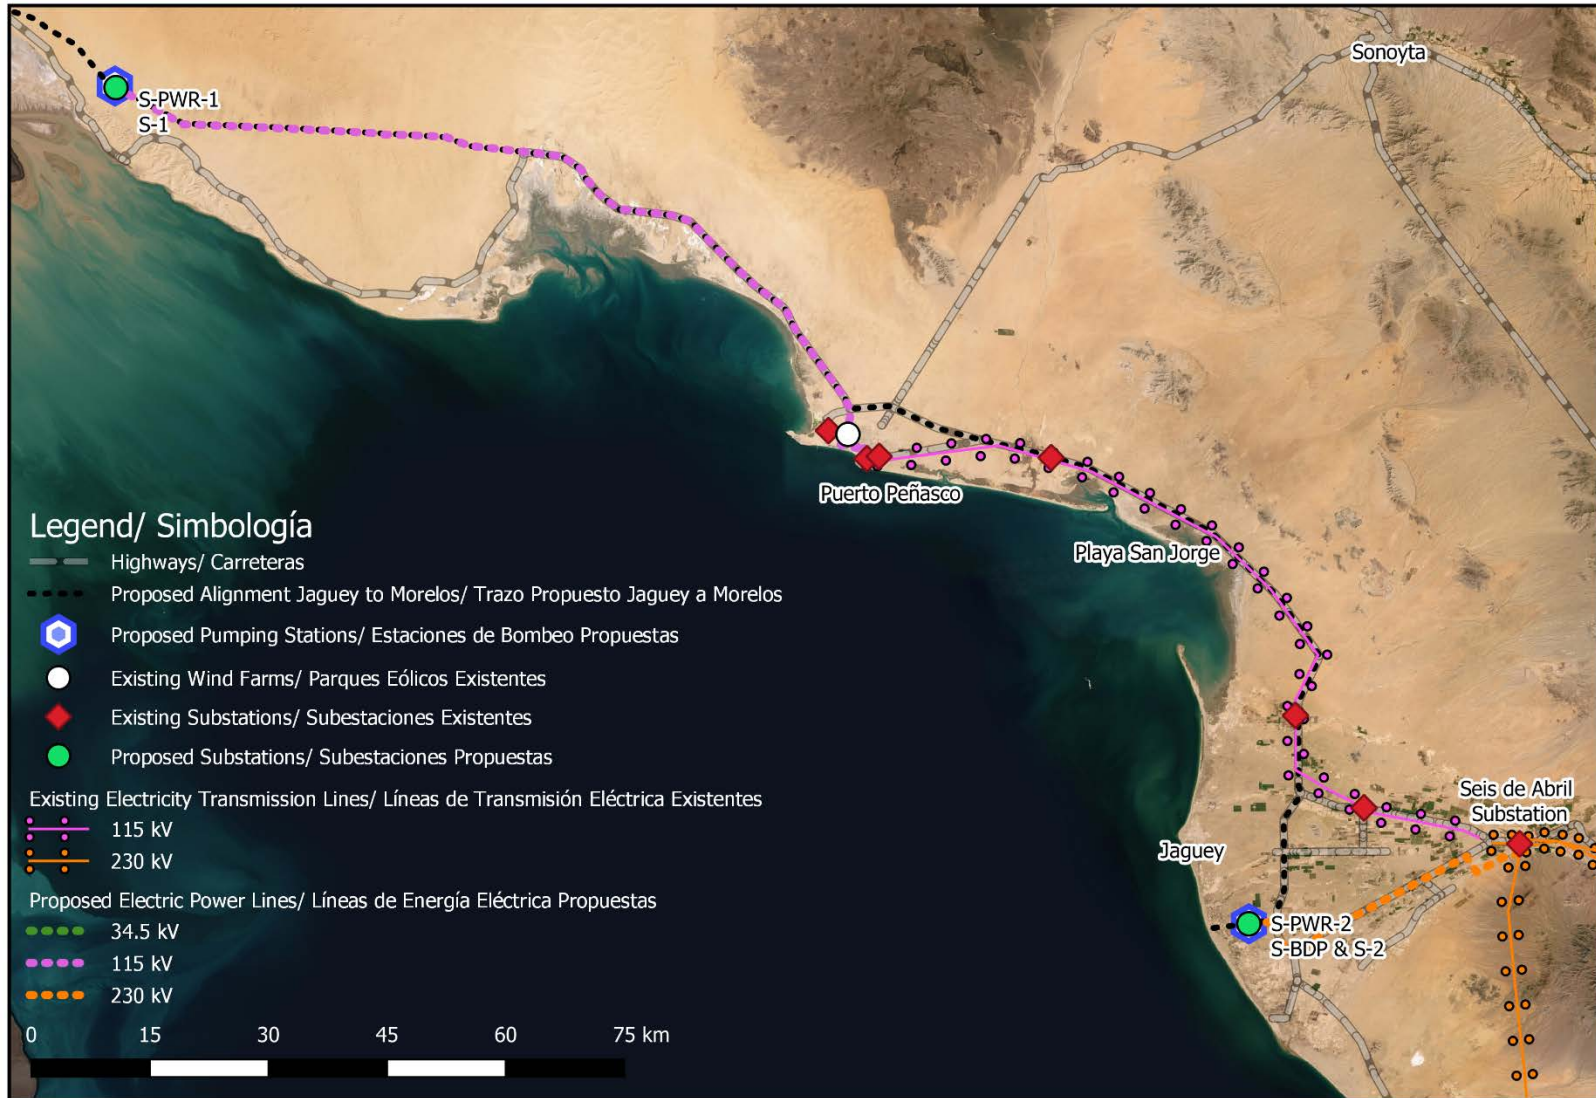 Sonoyta
S-PWR-1
S-1
Puerto Peñasco
Playa San Jorge
Seis de Abril
Substation
Jaguey
S-PWR-2
S-BDP & S-2
Legend/ Simbología
Highways/ Carreteras
Proposed Alignment Jaguey to Morelos/ Trazo Propuesto Jaguey a Morelos
Proposed Pumping Stations/ Estaciones de Bombeo Propuestas
Existing Wind Farms/ Parques Eólicos Existentes
Existing Substations/ Subestaciones Existentes
Proposed Substations/ Subestaciones Propuestas
Existing Electricity Transmission Lines/ Líneas de Transmisión Eléctrica Existentes
115 kV
230 kV
Proposed Electric Power Lines/ Líneas de Energía Eléctrica Propuestas
34.5 kV
115 kV
230 kV
0 15 30 45 60 75 km